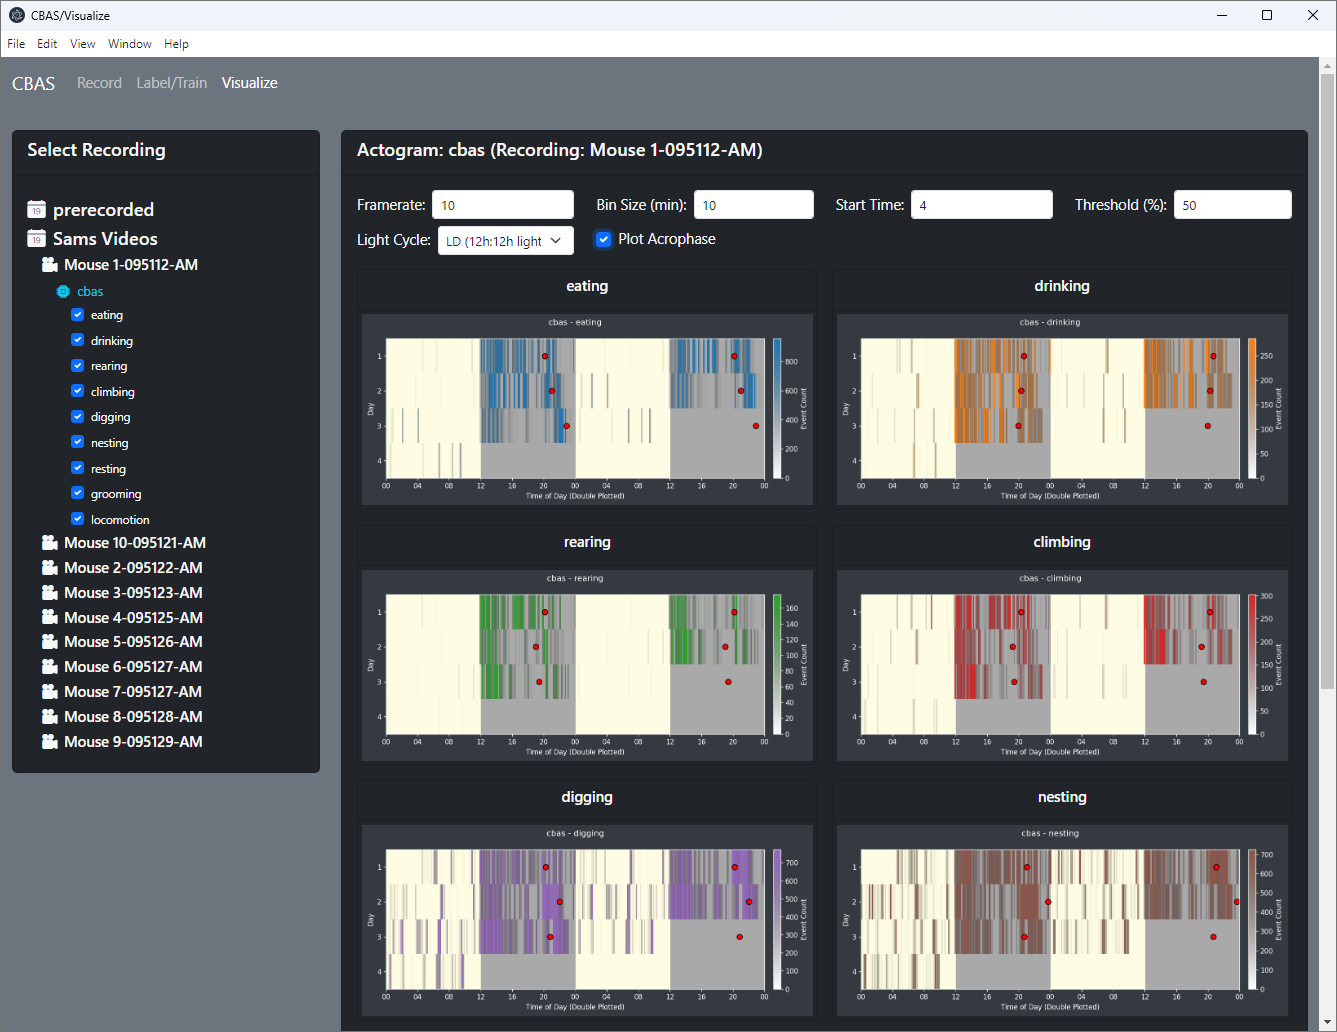 CBAS/Visualize
File Edit View Window Help
CBAS Record Label/Train Visualize
Select Recording
19 prerecorded
19 Sams Videos
Mouse 1-095112-AM
cbas
eating
drinking
rearing
climbing
digging
nesting
resting
grooming
locomotion
Mouse 10-095121-AM
Mouse 2-095122-AM
Mouse 3-095123-AM
Mouse 4-095125-AM
Mouse 5-095126-AM
Mouse 6-095127-AM
Mouse 7-095127-AM
Mouse 8-095128-AM
Mouse 9-095129-AM
Actogram: cbas (Recording: Mouse 1-095112-AM)
Framerate: 10 Bin Size (min): 10 Start Time: 4 Threshold (%): 50
Light Cycle: LD (12h:12h light Plot Acrophase
eating
cbas - eating
Day
1
2
3
4
00 04 08 12 16 20 00 04 08 12 16 20 00
Time of Day (Double Plotted)
800
600
400
200
0
Event Count
drinking
cbas - drinking
Day
1
2
3
4
00 04 08 12 16 20 00 04 08 12 16 20 00
Time of Day (Double Plotted)
250
200
150
100
50
0
Event Count
rearing
cbas - rearing
Day
1
2
3
4
00 04 08 12 16 20 00 04 08 12 16 20 00
Time of Day (Double Plotted)
160
140
120
100
80
60
40
20
0
Event Count
climbing
cbas - climbing
Day
1
2
3
4
00 04 08 12 16 20 00 04 08 12 16 20 00
Time of Day (Double Plotted)
300
250
200
150
100
50
0
Event Count
digging
cbas - digging
Day
1
2
3
4
00 04 08 12 16 20 00 04 08 12 16 20 00
Time of Day (Double Plotted)
700
600
500
400
300
200
100
0
Event Count
nesting
cbas - nesting
Day
1
2
3
4
00 04 08 12 16 20 00 04 08 12 16 20 00
Time of Day (Double Plotted)
700
600
500
400
300
200
100
0
Event Count